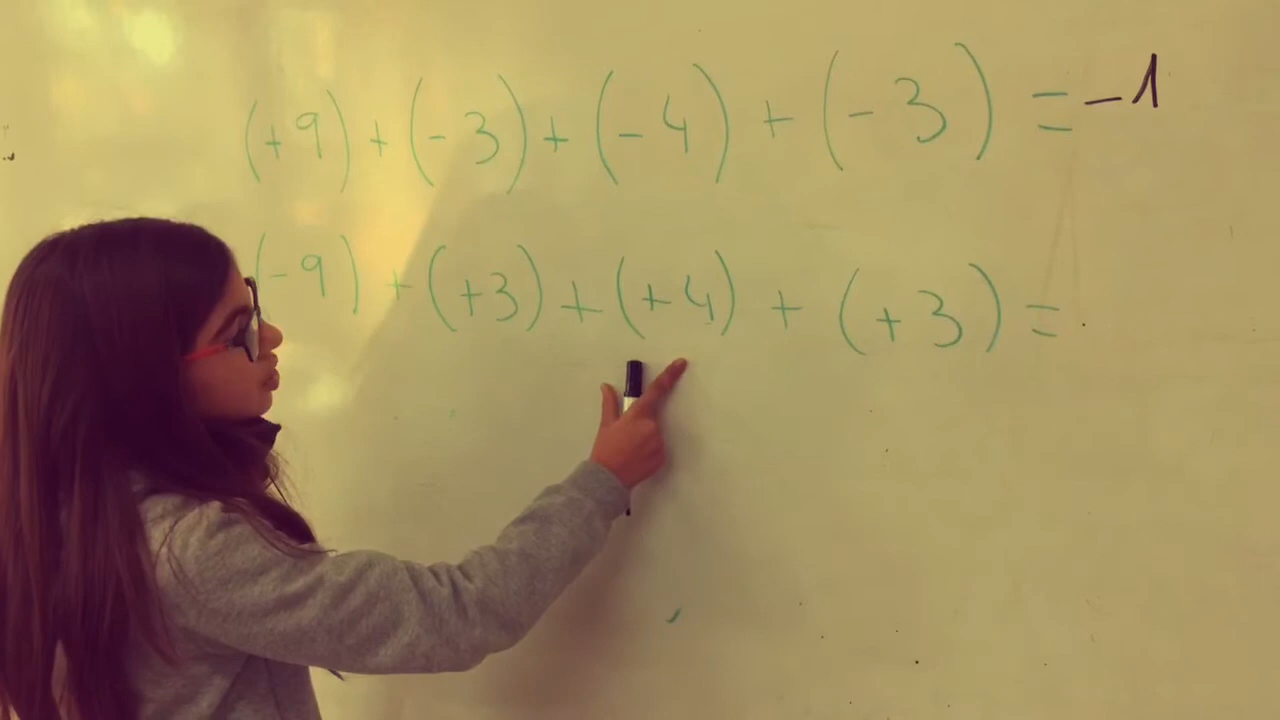 (+9) + (-3) + (-4) + (-3) = -1
(-9) + (+3) + (+4) + (+3) =